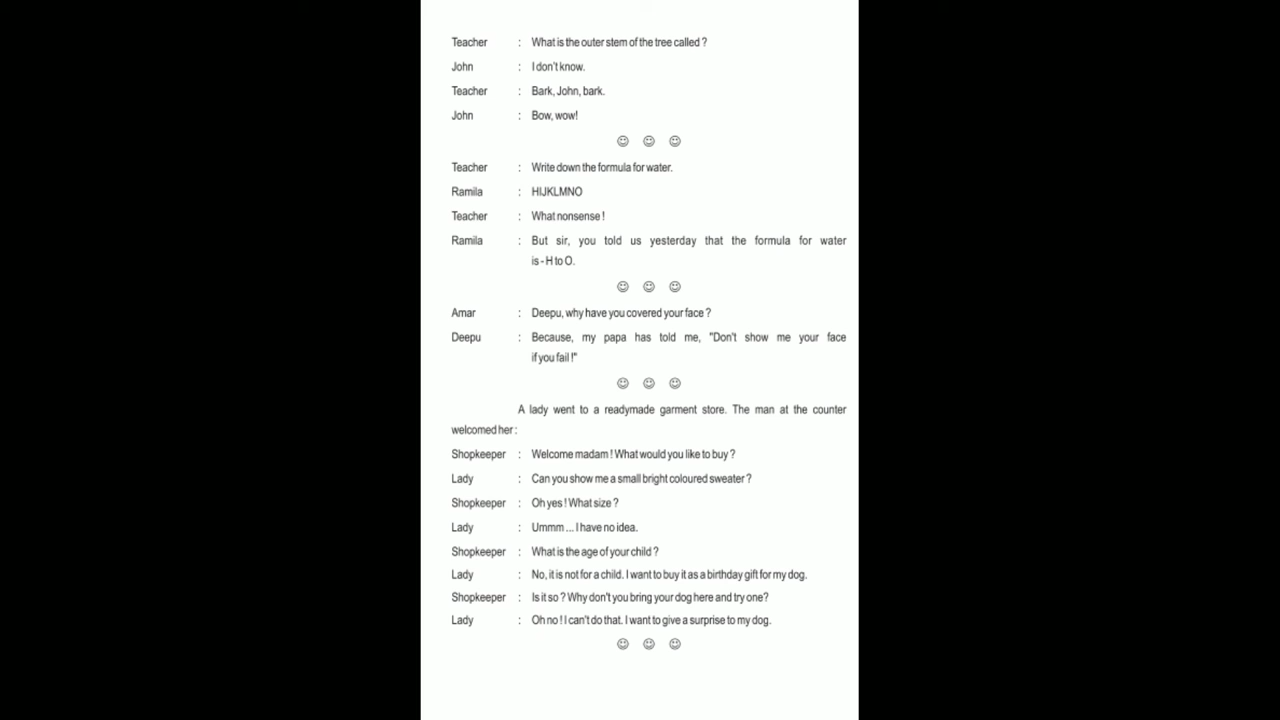 Teacher : What is the outer stem of the tree called ?
John : I don't know.
Teacher : Bark, John, bark.
John : Bow, wow!
☺ ☺ ☺
Teacher : Write down the formula for water.
Ramila : HIJKLMNO
Teacher : What nonsense !
Ramila : But sir, you told us yesterday that the formula for water
is - H to O.
☺ ☺ ☺
Amar : Deepu, why have you covered your face ?
Deepu : Because, my papa has told me, "Don't show me your face
if you fail !"
☺ ☺ ☺
A lady went to a readymade garment store. The man at the counter
welcomed her :
Shopkeeper : Welcome madam ! What would you like to buy ?
Lady : Can you show me a small bright coloured sweater ?
Shopkeeper : Oh yes ! What size ?
Lady : Ummm ... I have no idea.
Shopkeeper : What is the age of your child ?
Lady : No, it is not for a child. I want to buy it as a birthday gift for my dog.
Shopkeeper : Is it so ? Why don't you bring your dog here and try one?
Lady : Oh no ! I can't do that. I want to give a surprise to my dog.
☺ ☺ ☺